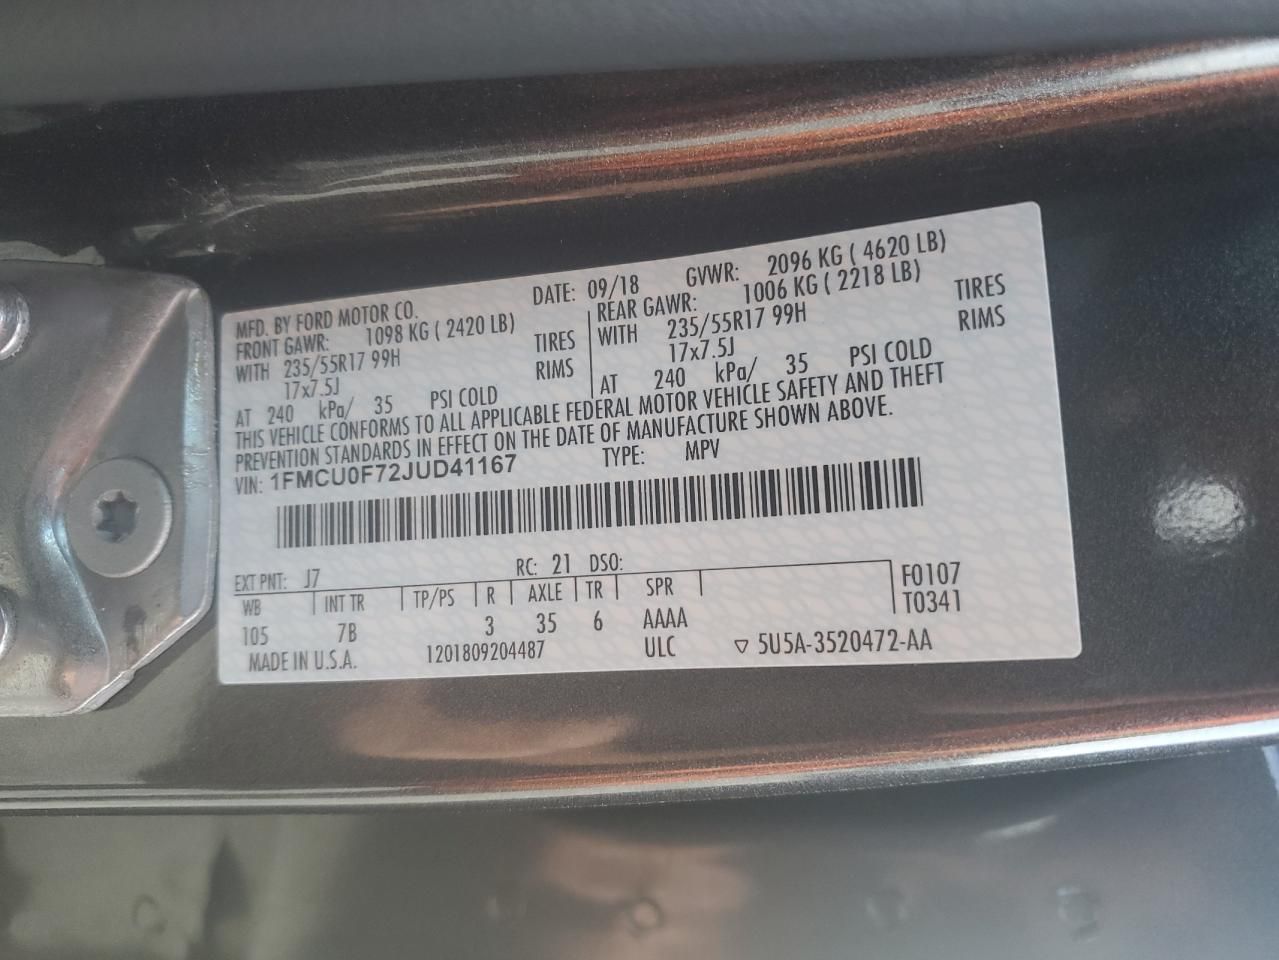 MFD. BY FORD MOTOR CO. DATE: 09/18 GVWR: 2096 KG ( 4620 LB)
FRONT GAWR: 1098 KG ( 2420 LB) REAR GAWR: 1006 KG ( 2218 LB)
WITH 235/55R17 99H TIRES WITH 235/55R17 99H TIRES
17x7.5J RIMS 17x7.5J RIMS
AT 240 kPa/ 35 PSI COLD AT 240 kPa/ 35 PSI COLD
THIS VEHICLE CONFORMS TO ALL APPLICABLE FEDERAL MOTOR VEHICLE SAFETY AND THEFT
PREVENTION STANDARDS IN EFFECT ON THE DATE OF MANUFACTURE SHOWN ABOVE.
VIN: 1FMCU0F72JUD41167 TYPE: MPV
EXT PNT: J7 RC: 21 DSO:
WB INT TR TP/PS R AXLE TR SPR F0107
105 7B 3 35 6 AAAA T0341
MADE IN U.S.A. 1201809204487 ULC ▽ 5U5A-3520472-AA